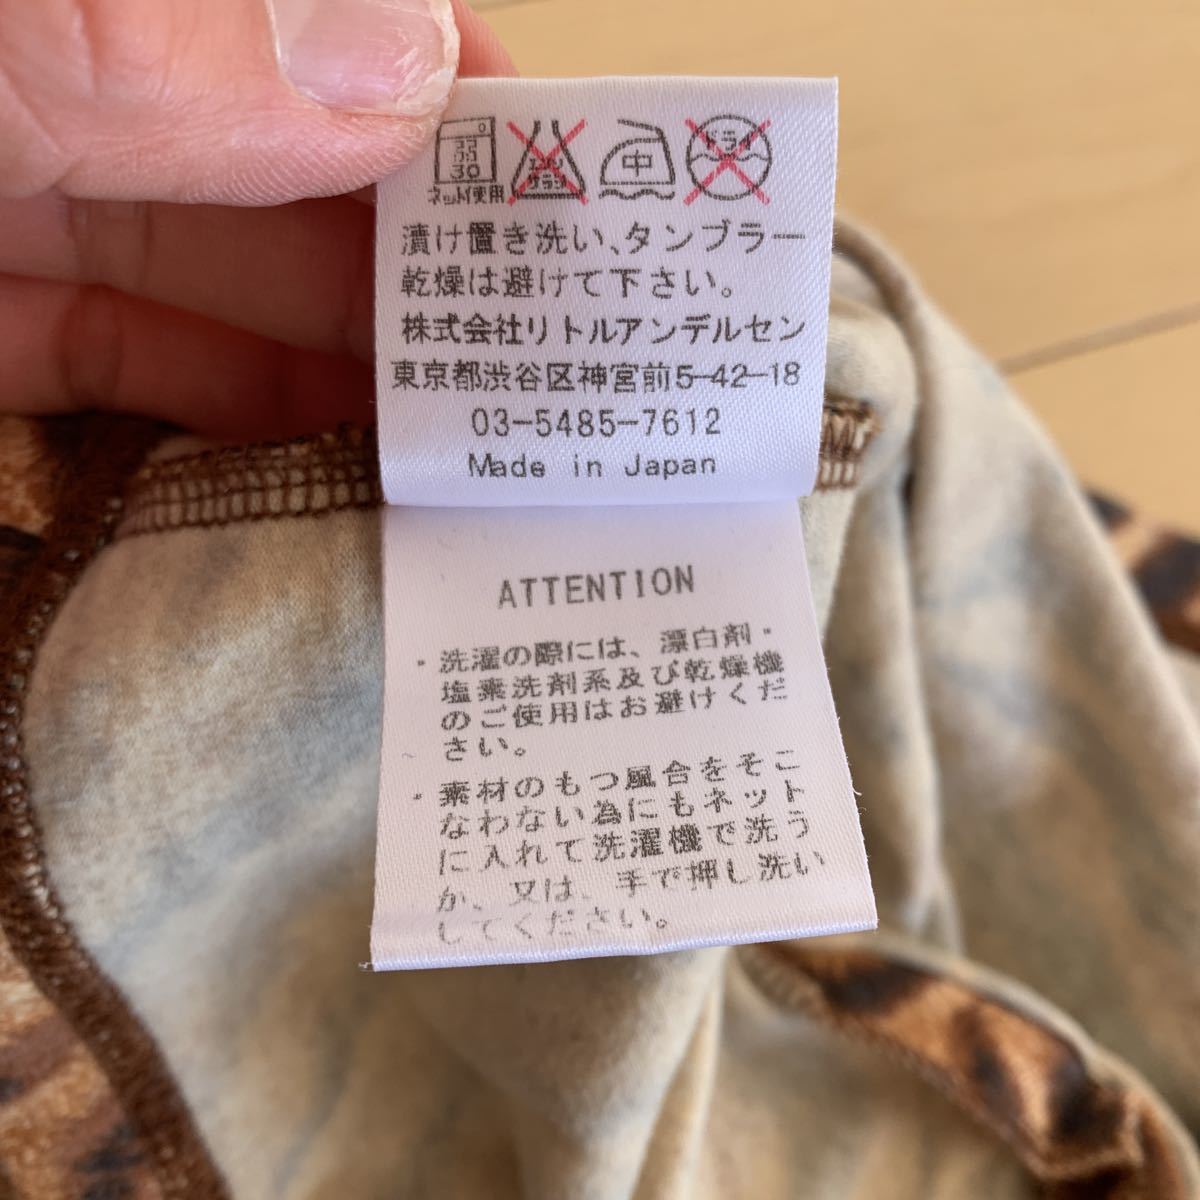 30
中
ドラ
ネット使用
漬け置き洗い、タンブラー
乾燥は避けて下さい。
株式会社リトルアンデルセン
東京都渋谷区神宮前5-42-18
03-5485-7612
Made in Japan
ATTENTION
・洗濯の際には、漂白剤・
塩素洗剤系及び乾燥機
のご使用はお避けくだ
さい。
・素材のもつ風合をそこ
なわない為にもネット
に入れて洗濯機で洗う
か、又は、手で押し洗い
してください。